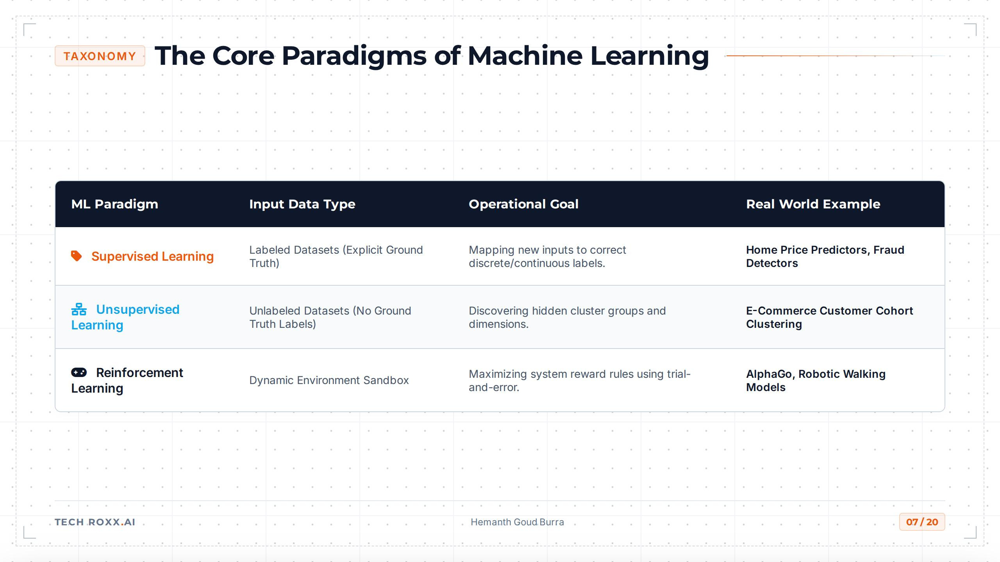 TAXONOMY
The Core Paradigms of Machine Learning
ML Paradigm
Input Data Type
Operational Goal
Real World Example
Supervised Learning
Labeled Datasets (Explicit Ground
Truth)
Mapping new inputs to correct
discrete/continuous labels.
Home Price Predictors, Fraud
Detectors
Unsupervised
Learning
Unlabeled Datasets (No Ground
Truth Labels)
Discovering hidden cluster groups and
dimensions.
E-Commerce Customer Cohort
Clustering
Reinforcement
Learning
Dynamic Environment Sandbox
Maximizing system reward rules using trial-
and-error.
AlphaGo, Robotic Walking
Models
TECH ROXX.AI
Hemanth Goud Burra
07 / 20